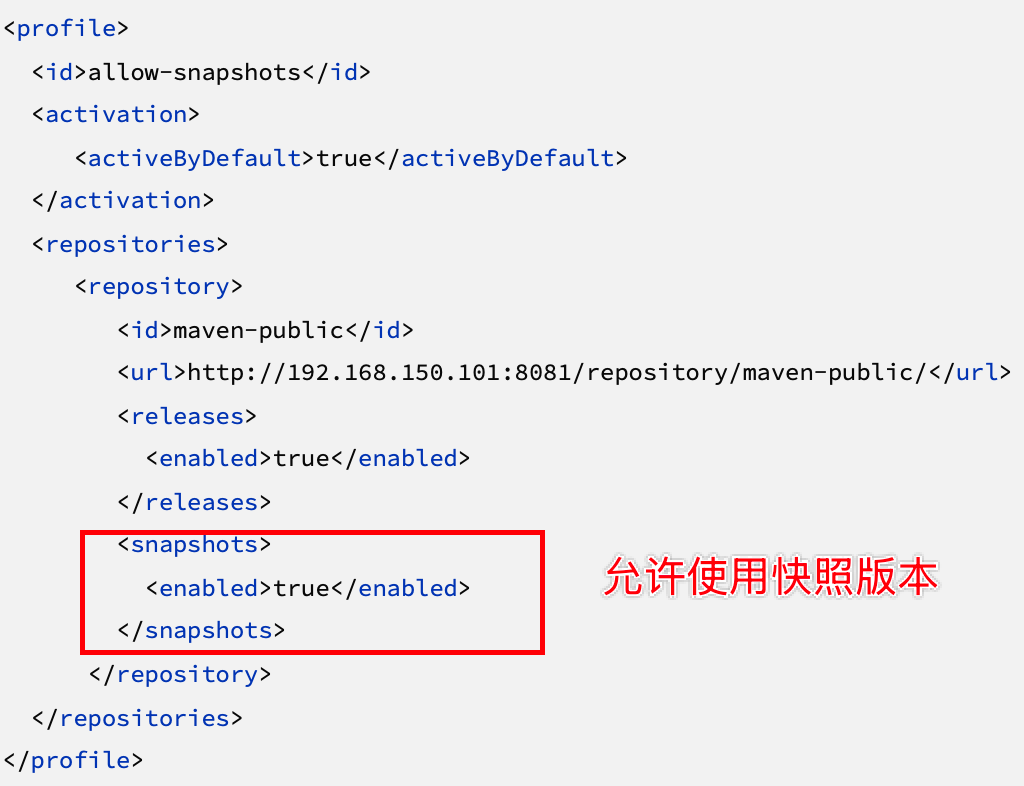 <profile>
<id>allow-snapshots</id>
<activation>
<activeByDefault>true</activeByDefault>
</activation>
<repositories>
<repository>
<id>maven-public</id>
<url>http://192.168.150.101:8081/repository/maven-public/</url>
<releases>
<enabled>true</enabled>
</releases>
<snapshots>
<enabled>true</enabled>
允许使用快照版本
</snapshots>
</repository>
</repositories>
</profile>